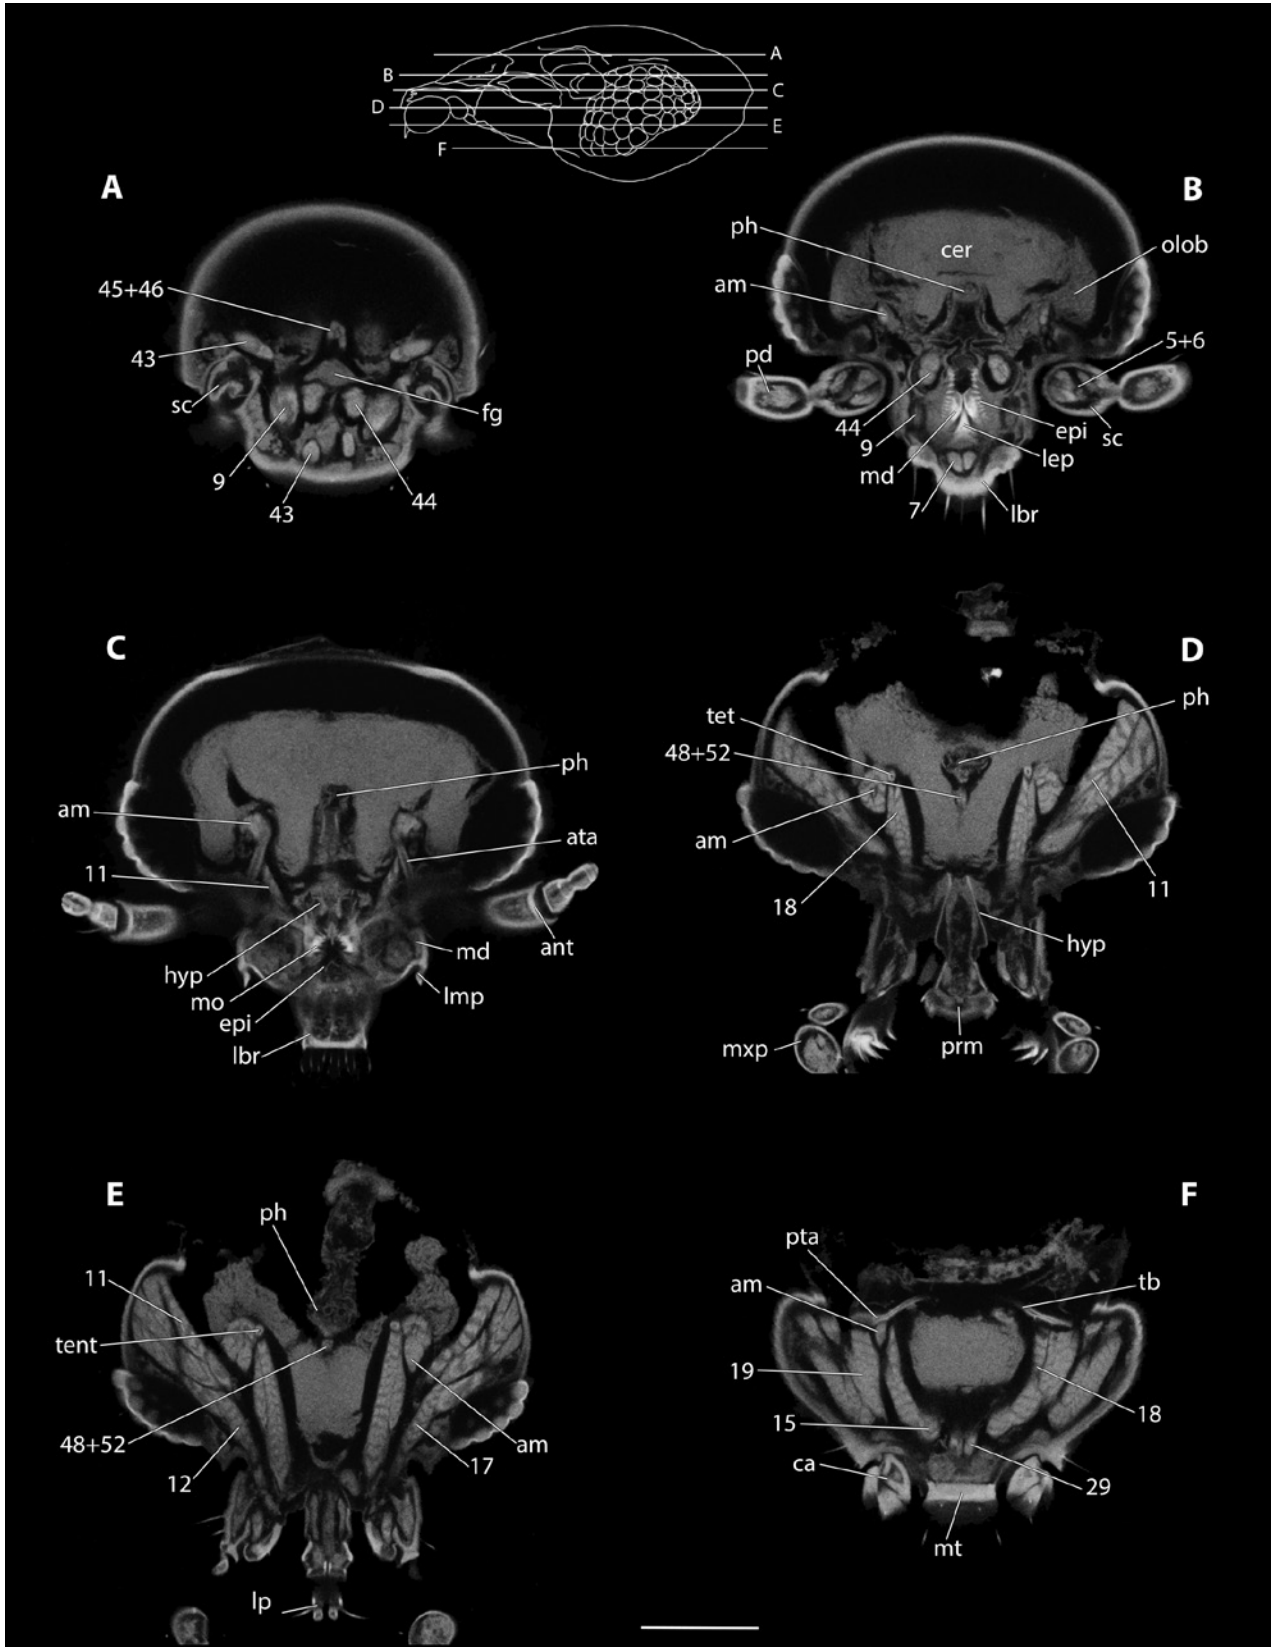 A
B
C
D
E
F
A
45+46
43
sc
fg
9
43
44
B
ph
cer
olob
am
pd
5+6
44
9
epi
sc
md
lep
7
lbr
C
ph
am
ata
11
hyp
md
ant
mo
lmp
epi
lbr
D
ph
tet
48+52
am
18
11
hyp
mxp
prm
E
ph
11
tent
48+52
am
12
17
lp
F
pta
am
tb
19
15
18
ca
29
mt